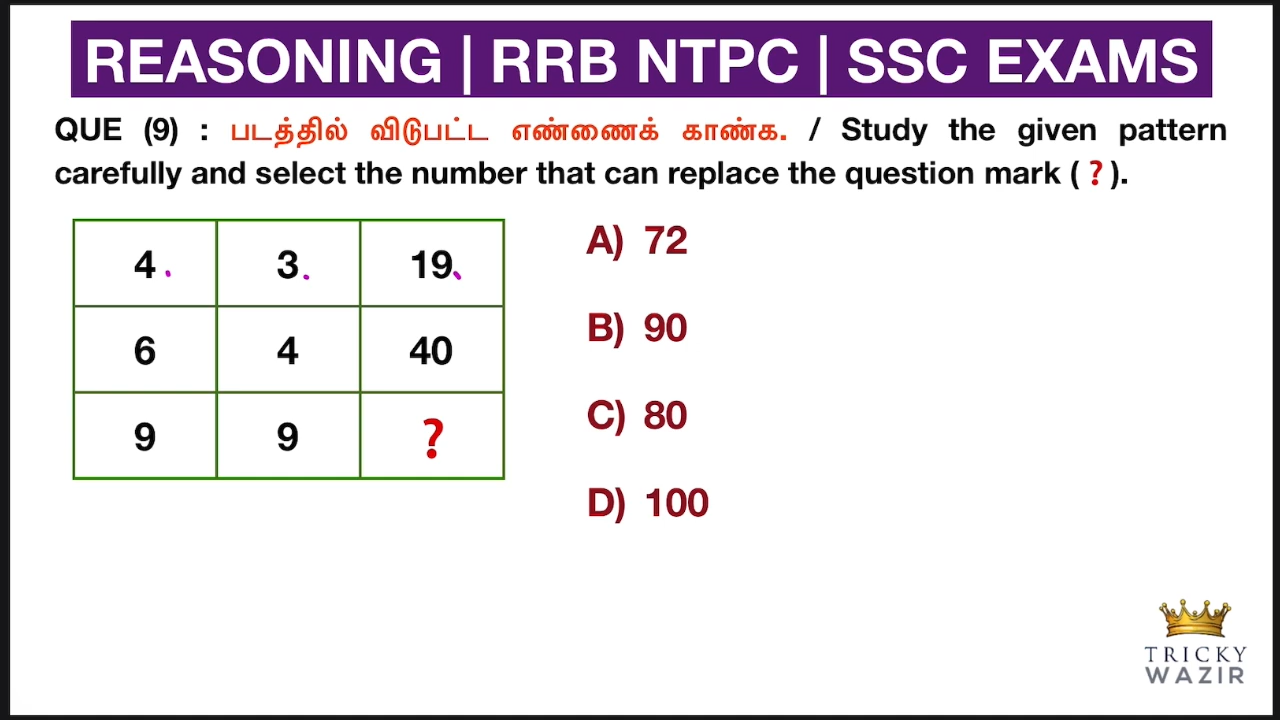 REASONING | RRB NTPC | SSC EXAMS
QUE (9) : படத்தில் விடுபட்ட எண்ணைக் காண்க. / Study the given pattern
carefully and select the number that can replace the question mark ( ? ).
4 3 19
6 4 40
9 9 ?
A) 72
B) 90
C) 80
D) 100
TRICKY
WAZIR